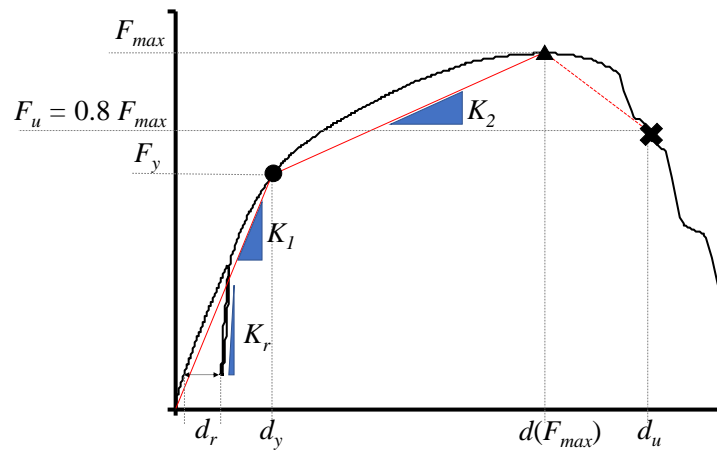 F_max
F_u = 0.8 F_max
K_2
F_y
K_1
K_r
d_r d_y d(F_max) d_u